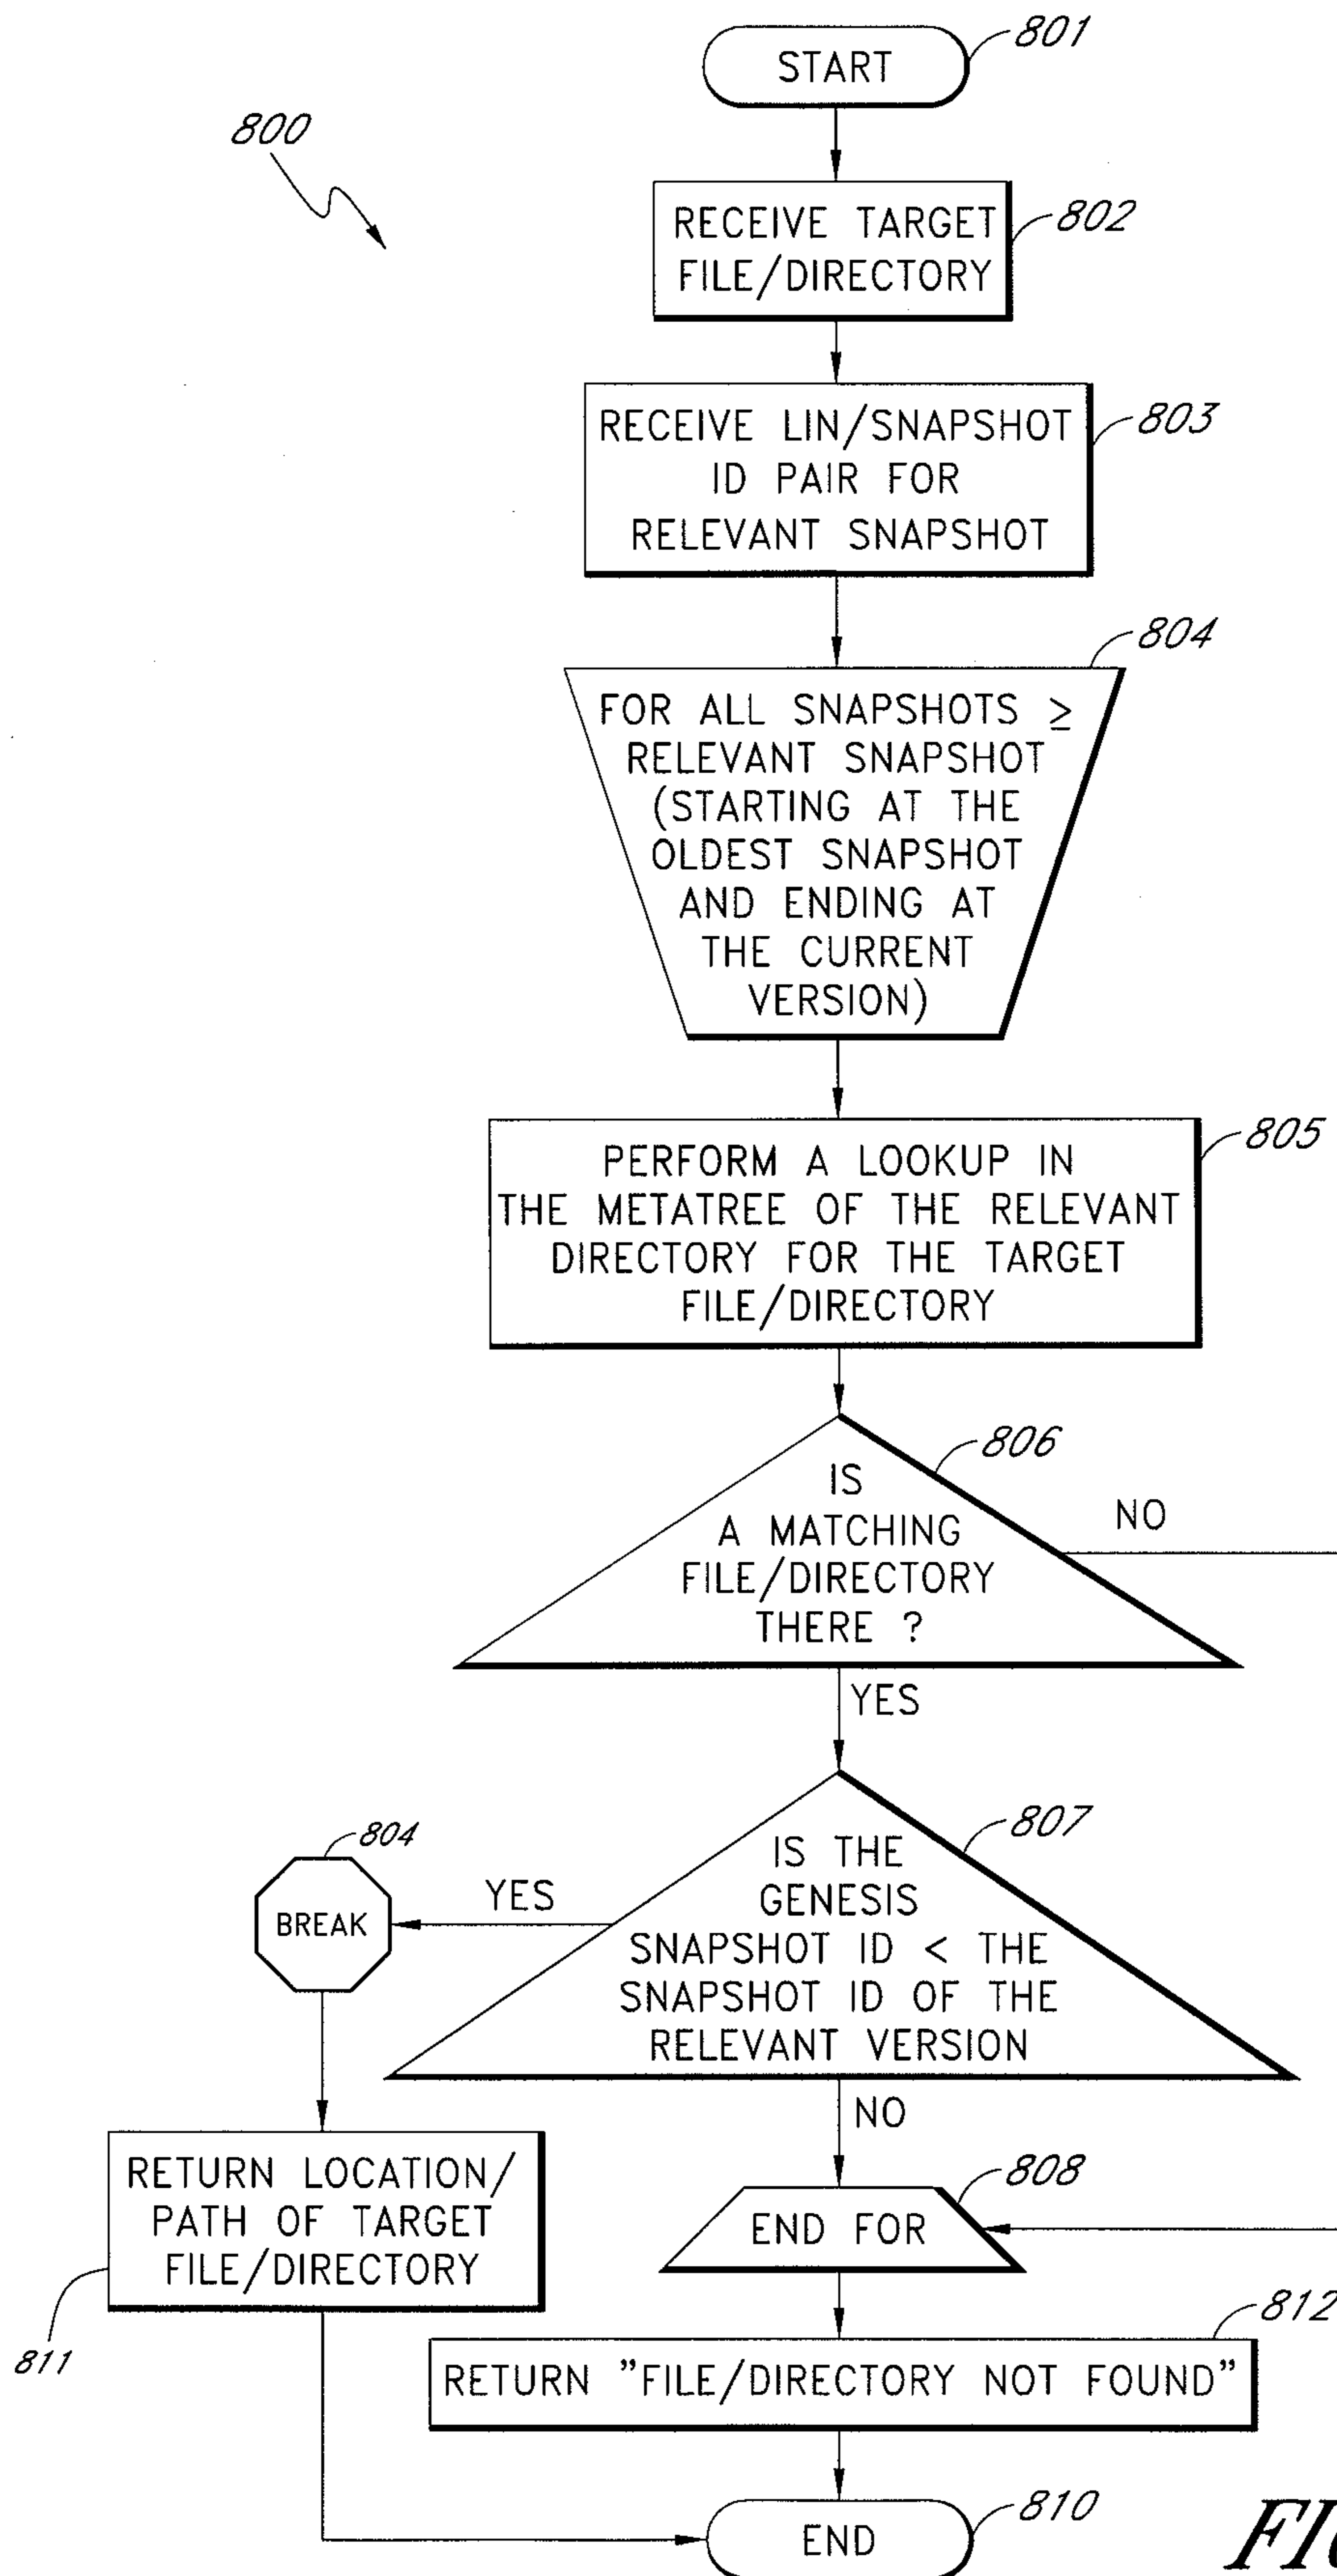 START
801
800
RECEIVE TARGET
FILE/DIRECTORY
802
RECEIVE LIN/SNAPSHOT
ID PAIR FOR
RELEVANT SNAPSHOT
803
804
FOR ALL SNAPSHOTS ≥
RELEVANT SNAPSHOT
(STARTING AT THE
OLDEST SNAPSHOT
AND ENDING AT
THE CURRENT
VERSION)
805
PERFORM A LOOKUP IN
THE METATREE OF THE RELEVANT
DIRECTORY FOR THE TARGET
FILE/DIRECTORY
806
IS
A MATCHING
FILE/DIRECTORY
THERE ?
NO
YES
807
IS THE
GENESIS
SNAPSHOT ID < THE
SNAPSHOT ID OF THE
RELEVANT VERSION
YES
804
BREAK
NO
RETURN LOCATION/
PATH OF TARGET
FILE/DIRECTORY
811
808
END FOR
812
RETURN "FILE/DIRECTORY NOT FOUND"
810
END